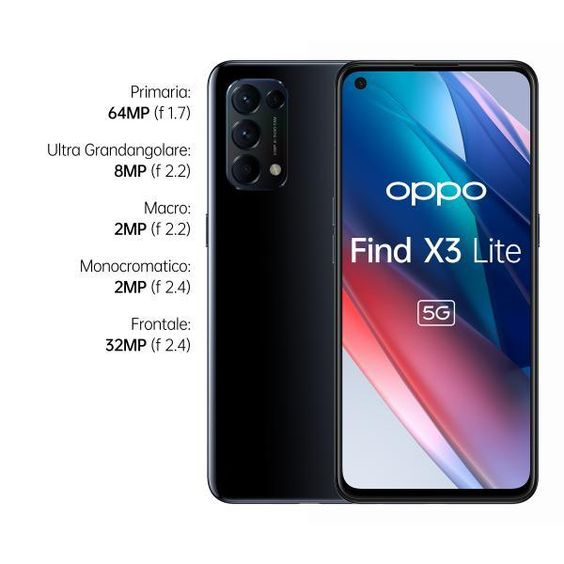 Primaria:
64MP (f 1.7)
Ultra Grandangolare:
8MP (f 2.2)
Macro:
2MP (f 2.2)
Monocromatico:
2MP (f 2.4)
Frontale:
32MP (f 2.4)
oppo
Find X3 Lite
5G